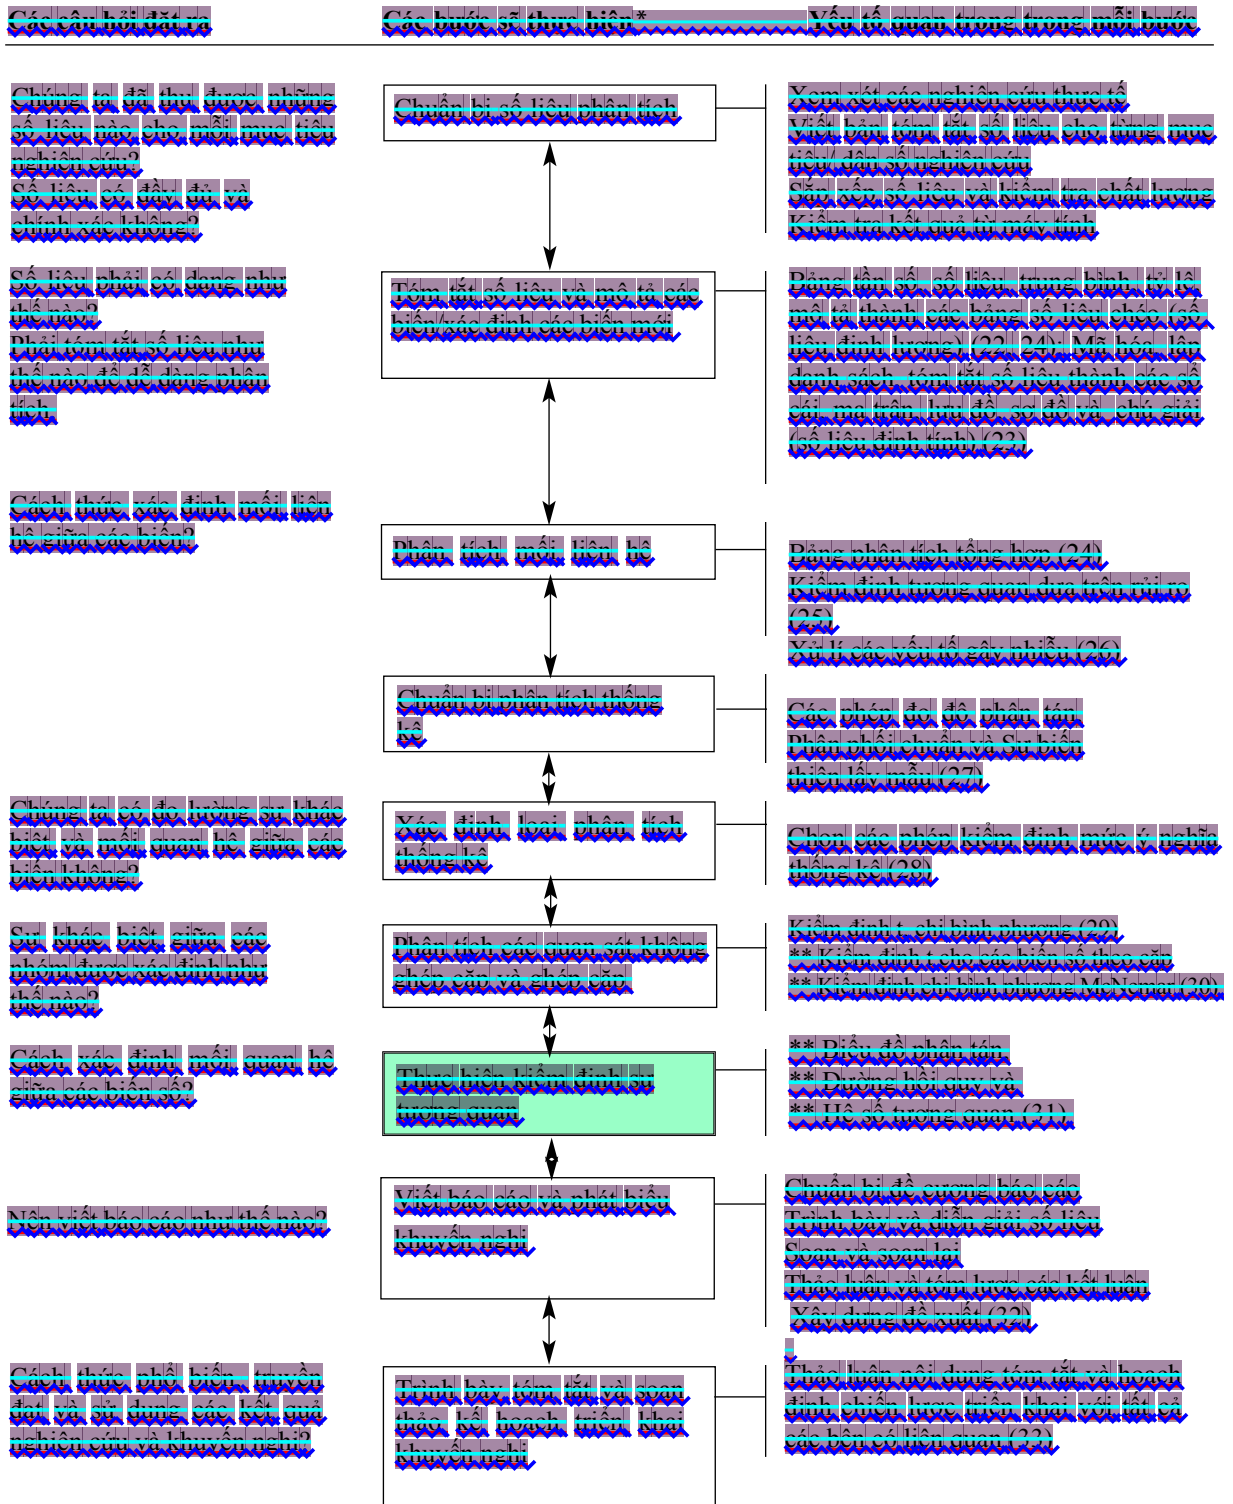 Các câu hỏi đặt ra
Các bước sẽ thực hiện* Yếu tố quan trọng trong mỗi bước
Chúng ta đã thu được những
số liệu nào cho mỗi mục tiêu
nghiên cứu?
Số liệu có đầy đủ và
chính xác không?
Chuẩn bị số liệu phân tích
Xem xét các nghiên cứu thực tế
Viết bản tóm tắt số liệu cho từng mục
tiêu/ dân số nghiên cứu
Sắp xếp số liệu và kiểm tra chất lượng
Kiểm tra kết quả từ máy tính
Số liệu phải có dạng như
thế nào?
Phải tóm tắt số liệu như
thế nào để dễ dàng phân
tích
Tóm tắt số liệu và mô tả các
biến/xác định các biến mới
Bảng tần số số liệu, trung bình, tỷ lệ,
mô tả thành các bảng số liệu chéo (số
liệu định lượng) (22, 24); Mã hóa, lên
danh sách, tóm tắt số liệu thành các sổ
cái, ma trận, lưu đồ, sơ đồ và chú giải
(số liệu định tính) (23)
Cách thức xác định mối liên
hệ giữa các biến?
Phân tích mối liên hệ
Bảng phân tích tổng hợp (24)
Kiểm định tương quan dựa trên rủi ro
(25)
Xử lí các yếu tố gây nhiễu (26)
Chuẩn bị phân tích thống
kê
Các phép đo độ phân tán
Phân phối chuẩn và Sự biến
thiên lấy mẫu (27)
Chúng ta có đo lường sự khác
biệt và mối quan hệ giữa các
biến không?
Xác định loại phân tích
thống kê
Chọn các phép kiểm định mức ý nghĩa
thống kê (28)
Sự khác biệt giữa các
nhóm được xác định như
thế nào?
Phân tích các quan sát không
ghép cặp và ghép cặp
Kiểm định t, chi bình phương (29)
** Kiểm định t cho các biến số theo cặp
** Kiểm định chi-bình phương McNemar (30)
Cách xác định mối quan hệ
giữa các biến số?
Thực hiện kiểm định sự
tương quan
** Biểu đồ phân tán,
** Đường hồi quy và
** Hệ số tương quan (31)
Nên viết báo cáo như thế nào?
Viết báo cáo và phát biểu
khuyến nghị
Chuẩn bị đề cương báo cáo
Trình bày và diễn giải số liệu
Soạn và soạn lại
Thảo luận và tóm lược các kết luận
Xây dựng đề xuất (32)
Cách thức phổ biến, truyền
đạt và sử dụng các kết quả
nghiên cứu và khuyến nghị?
Trình bày tóm tắt và soạn
thảo kế hoạch triển khai
khuyến nghị
Thảo luận nội dung tóm tắt và hoạch
định chiến lược triển khai với tất cả
các bên có liên quan (33)